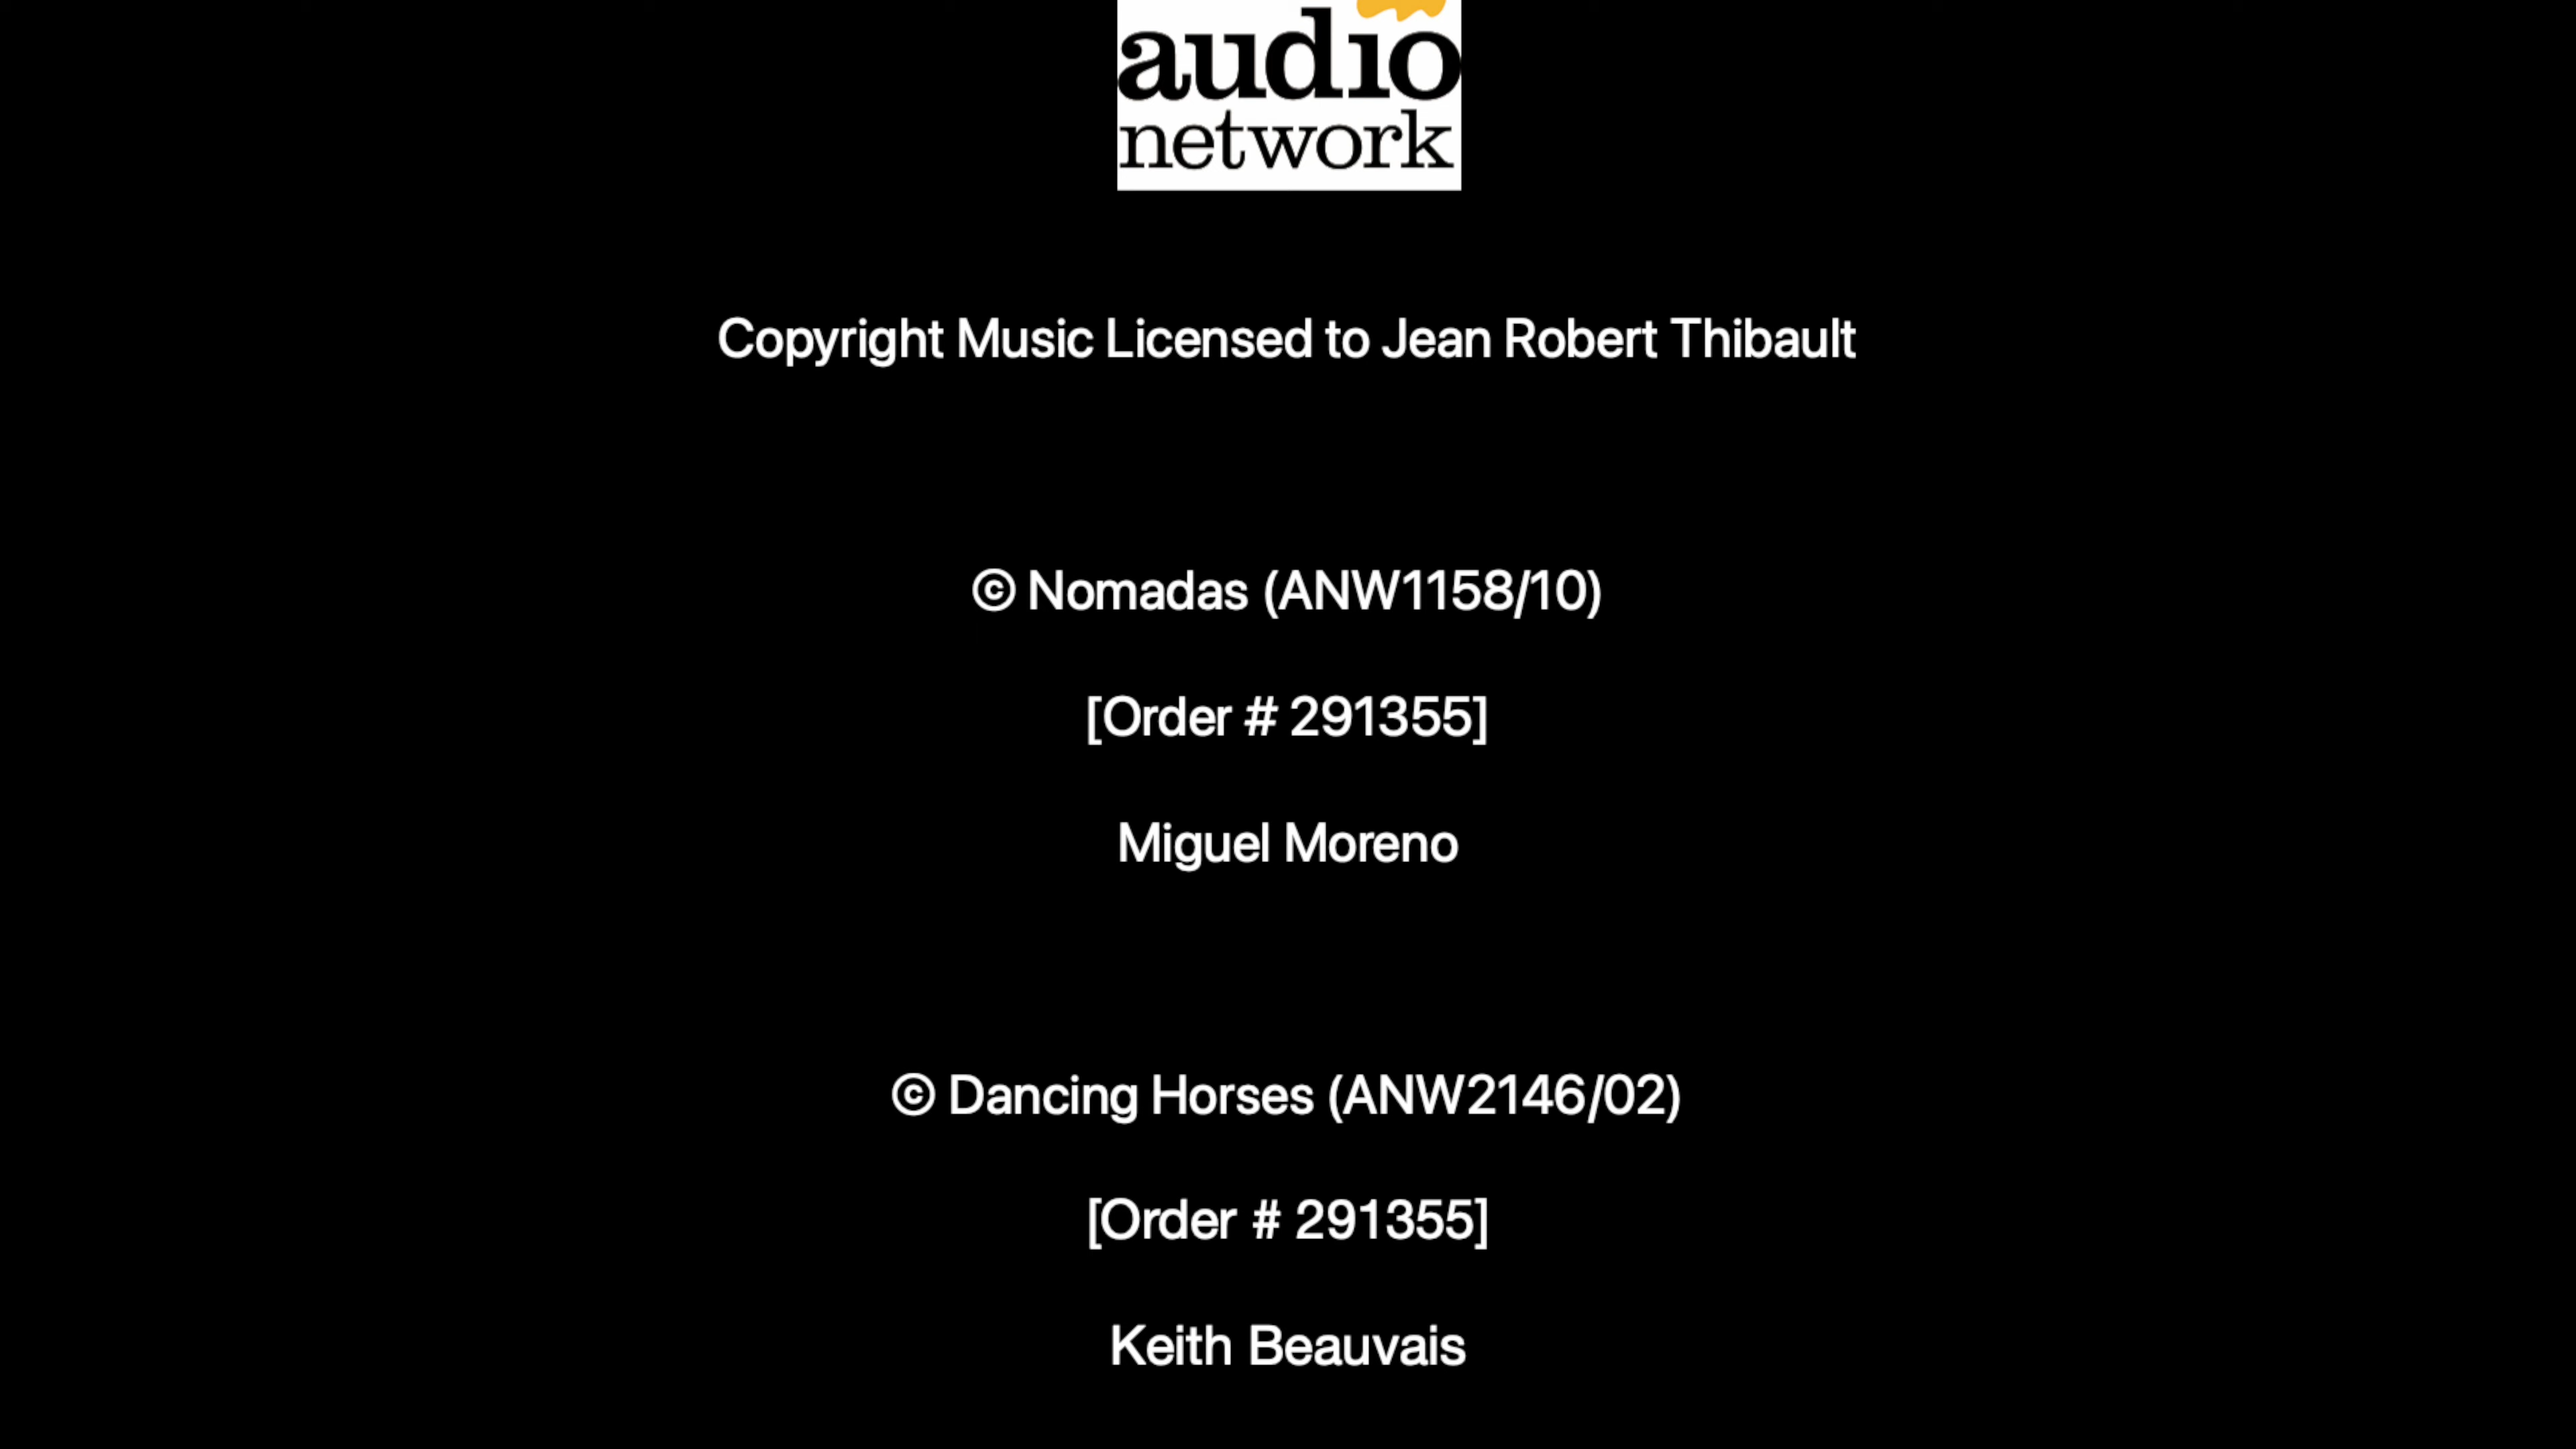 audio
network
Copyright Music Licensed to Jean Robert Thibault
© Nomadas (ANW1158/10)
[Order # 291355]
Miguel Moreno
© Dancing Horses (ANW2146/02)
[Order # 291355]
Keith Beauvais